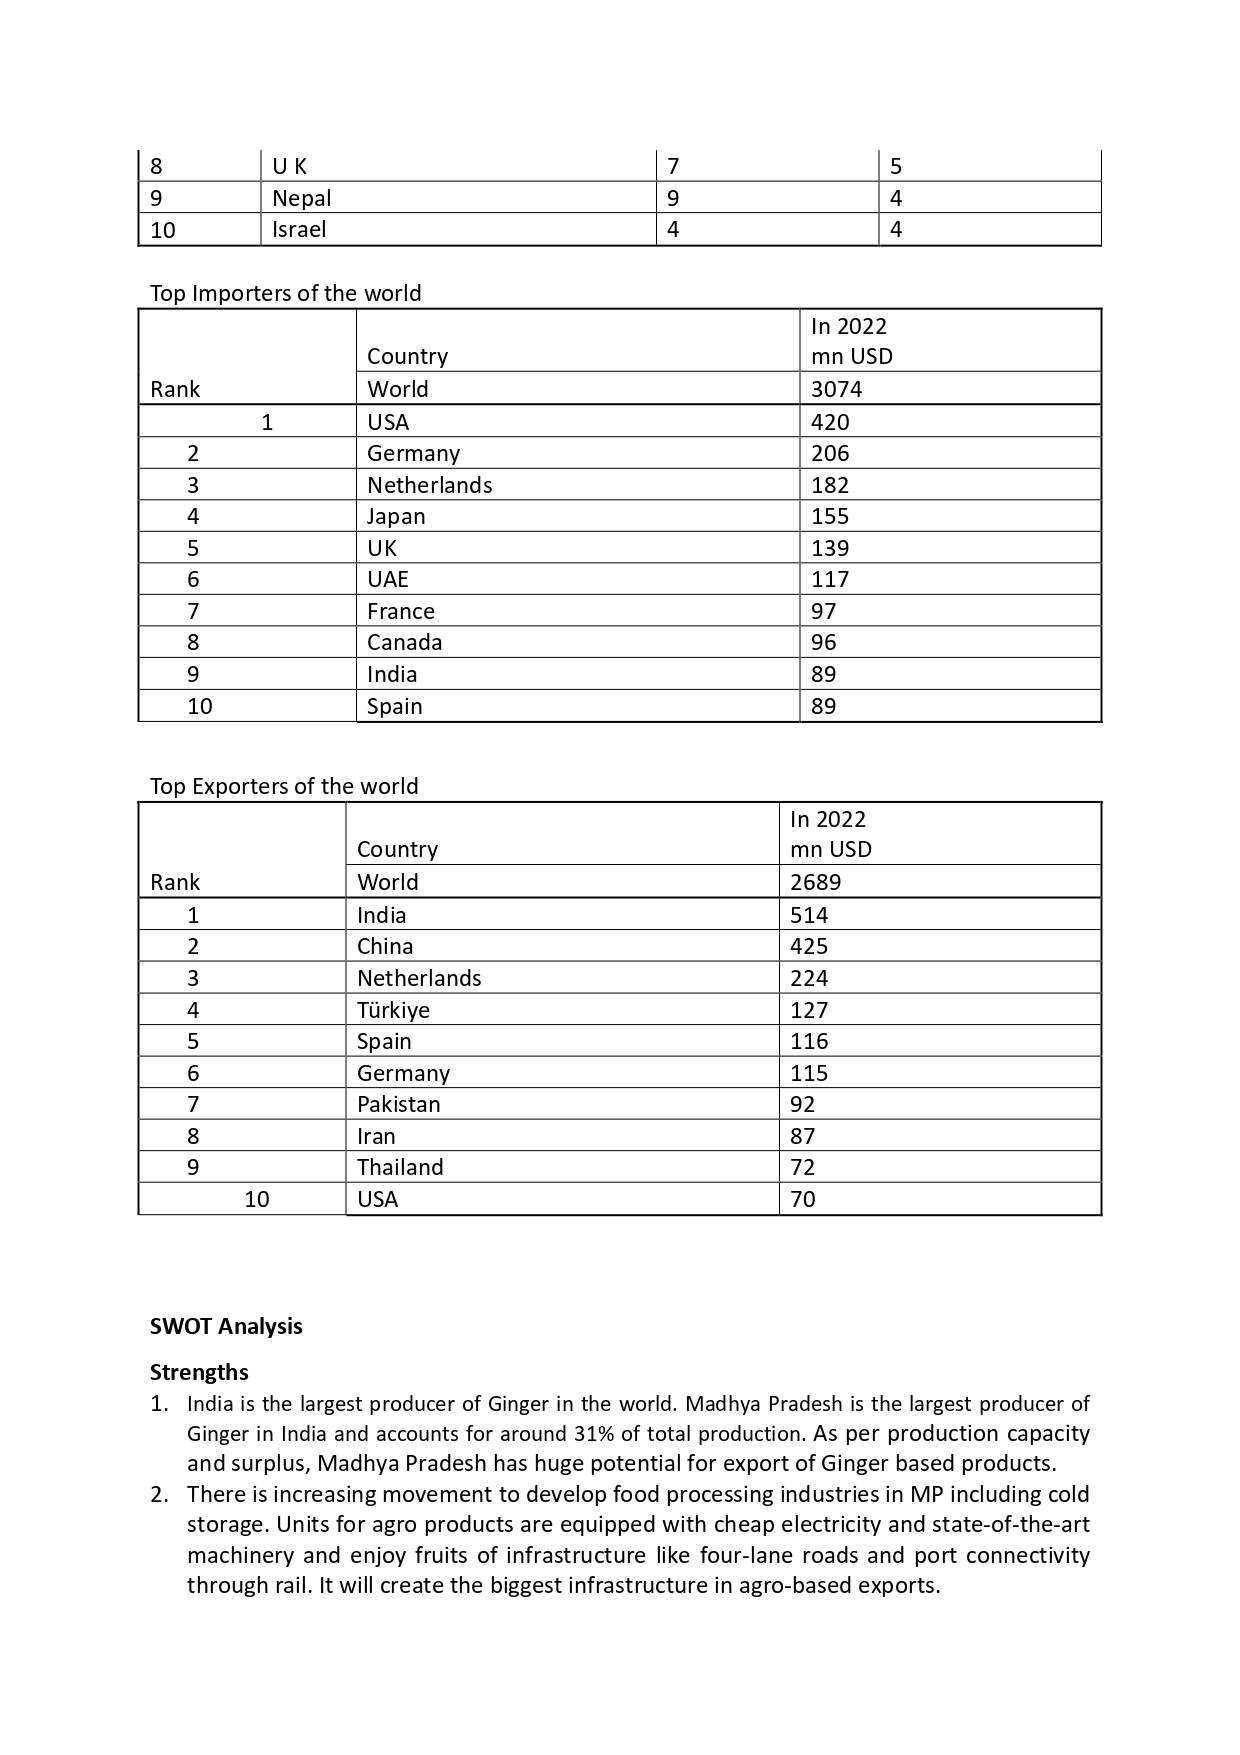 8 U K 7 5
9 Nepal 9 4
10 Israel 4 4
Top Importers of the world
Rank Country In 2022
mn USD
World 3074
1 USA 420
2 Germany 206
3 Netherlands 182
4 Japan 155
5 UK 139
6 UAE 117
7 France 97
8 Canada 96
9 India 89
10 Spain 89
Top Exporters of the world
Rank Country In 2022
mn USD
World 2689
1 India 514
2 China 425
3 Netherlands 224
4 Türkiye 127
5 Spain 116
6 Germany 115
7 Pakistan 92
8 Iran 87
9 Thailand 72
10 USA 70
SWOT Analysis
Strengths
1. India is the largest producer of Ginger in the world. Madhya Pradesh is the largest producer of
Ginger in India and accounts for around 31% of total production. As per production capacity
and surplus, Madhya Pradesh has huge potential for export of Ginger based products.
2. There is increasing movement to develop food processing industries in MP including cold
storage. Units for agro products are equipped with cheap electricity and state-of-the-art
machinery and enjoy fruits of infrastructure like four-lane roads and port connectivity
through rail. It will create the biggest infrastructure in agro-based exports.